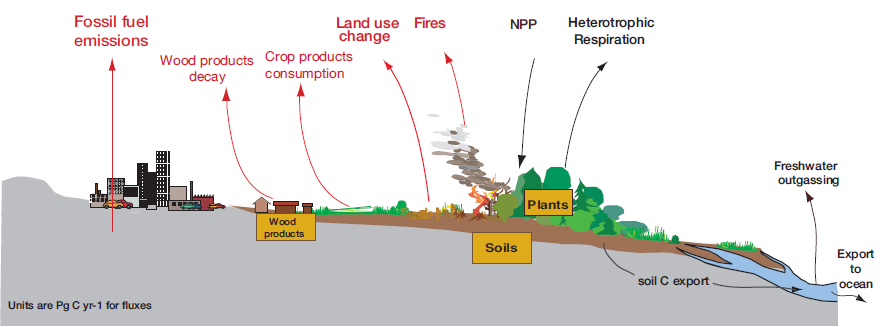 Fossil fuel
emissions
Wood products
decay
Crop products
consumption
Land use
change
Fires
NPP
Heterotrophic
Respiration
Freshwater
outgassing
Plants
Wood
products
Soils
soil C export
Export
to
ocean
Units are Pg C yr-1 for fluxes